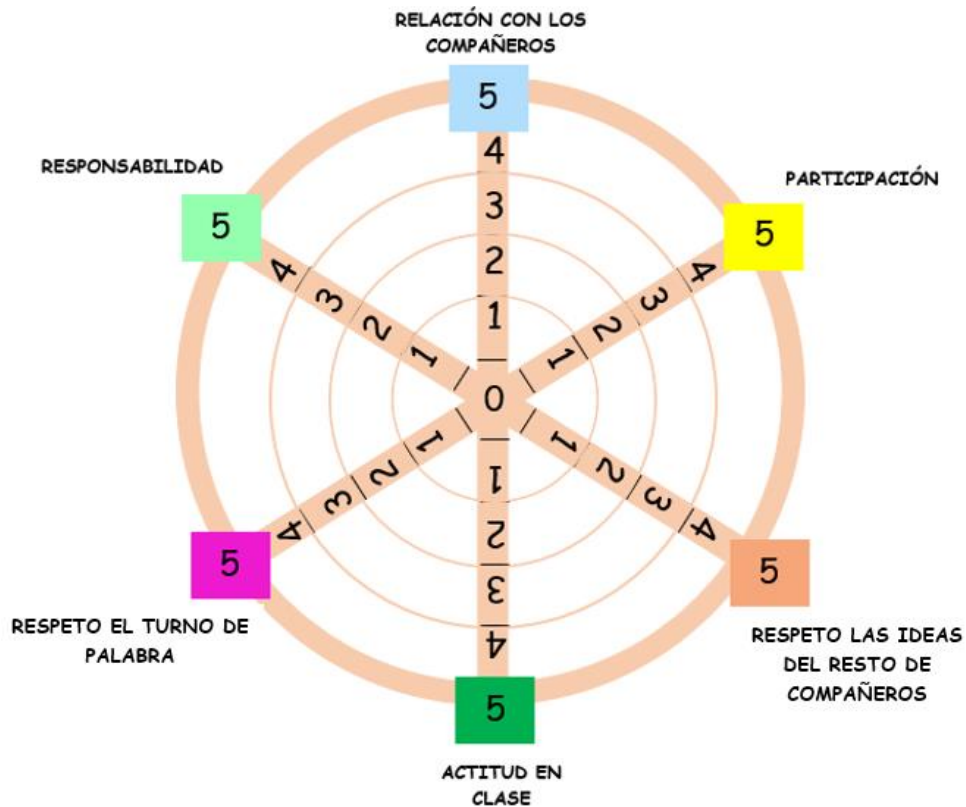 RELACIÓN CON LOS
COMPAÑEROS
5
4
3
2
1
RESPONSABILIDAD
5
4
3
2
1
PARTICIPACIÓN
5
4
3
2
1
0
1
2
3
4
5
RESPETO EL TURNO DE
PALABRA
1
2
3
4
5
ACTITUD EN
CLASE
1
2
3
4
5
RESPETO LAS IDEAS
DEL RESTO DE
COMPAÑEROS